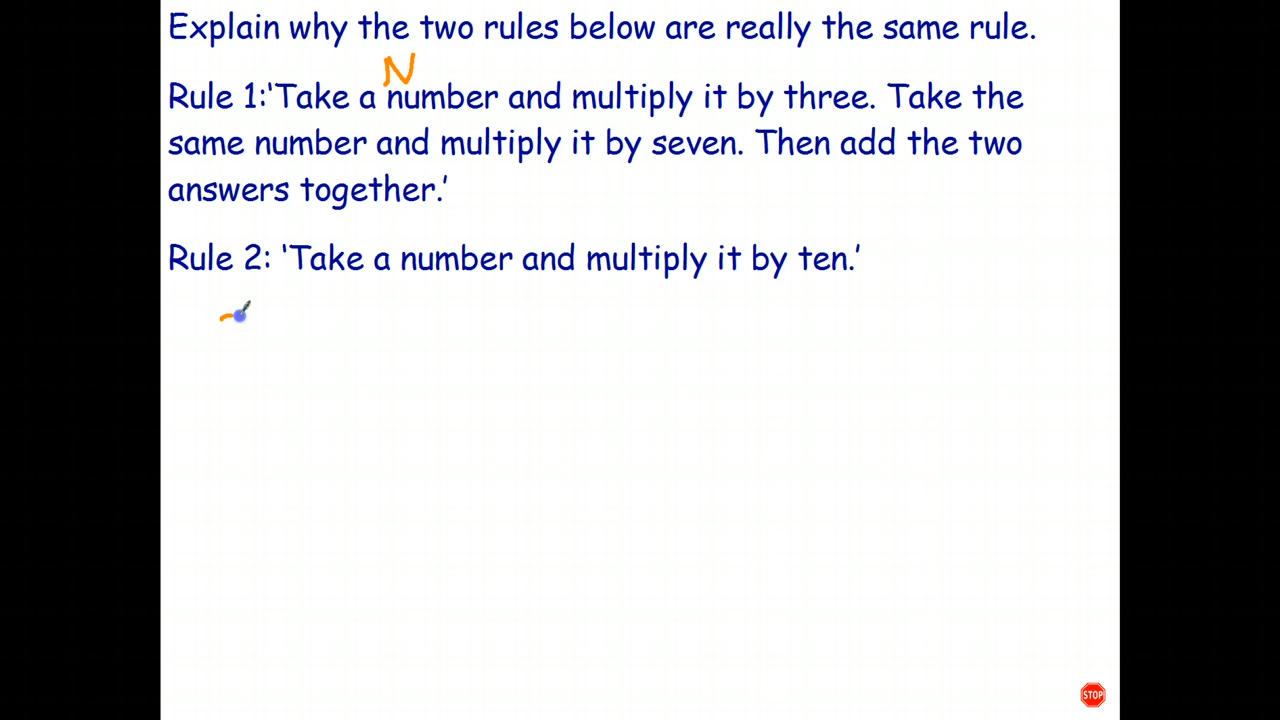 Explain why the two rules below are really the same rule.
N
Rule 1:‘Take a number and multiply it by three. Take the
same number and multiply it by seven. Then add the two
answers together.’
Rule 2: ‘Take a number and multiply it by ten.’
STOP